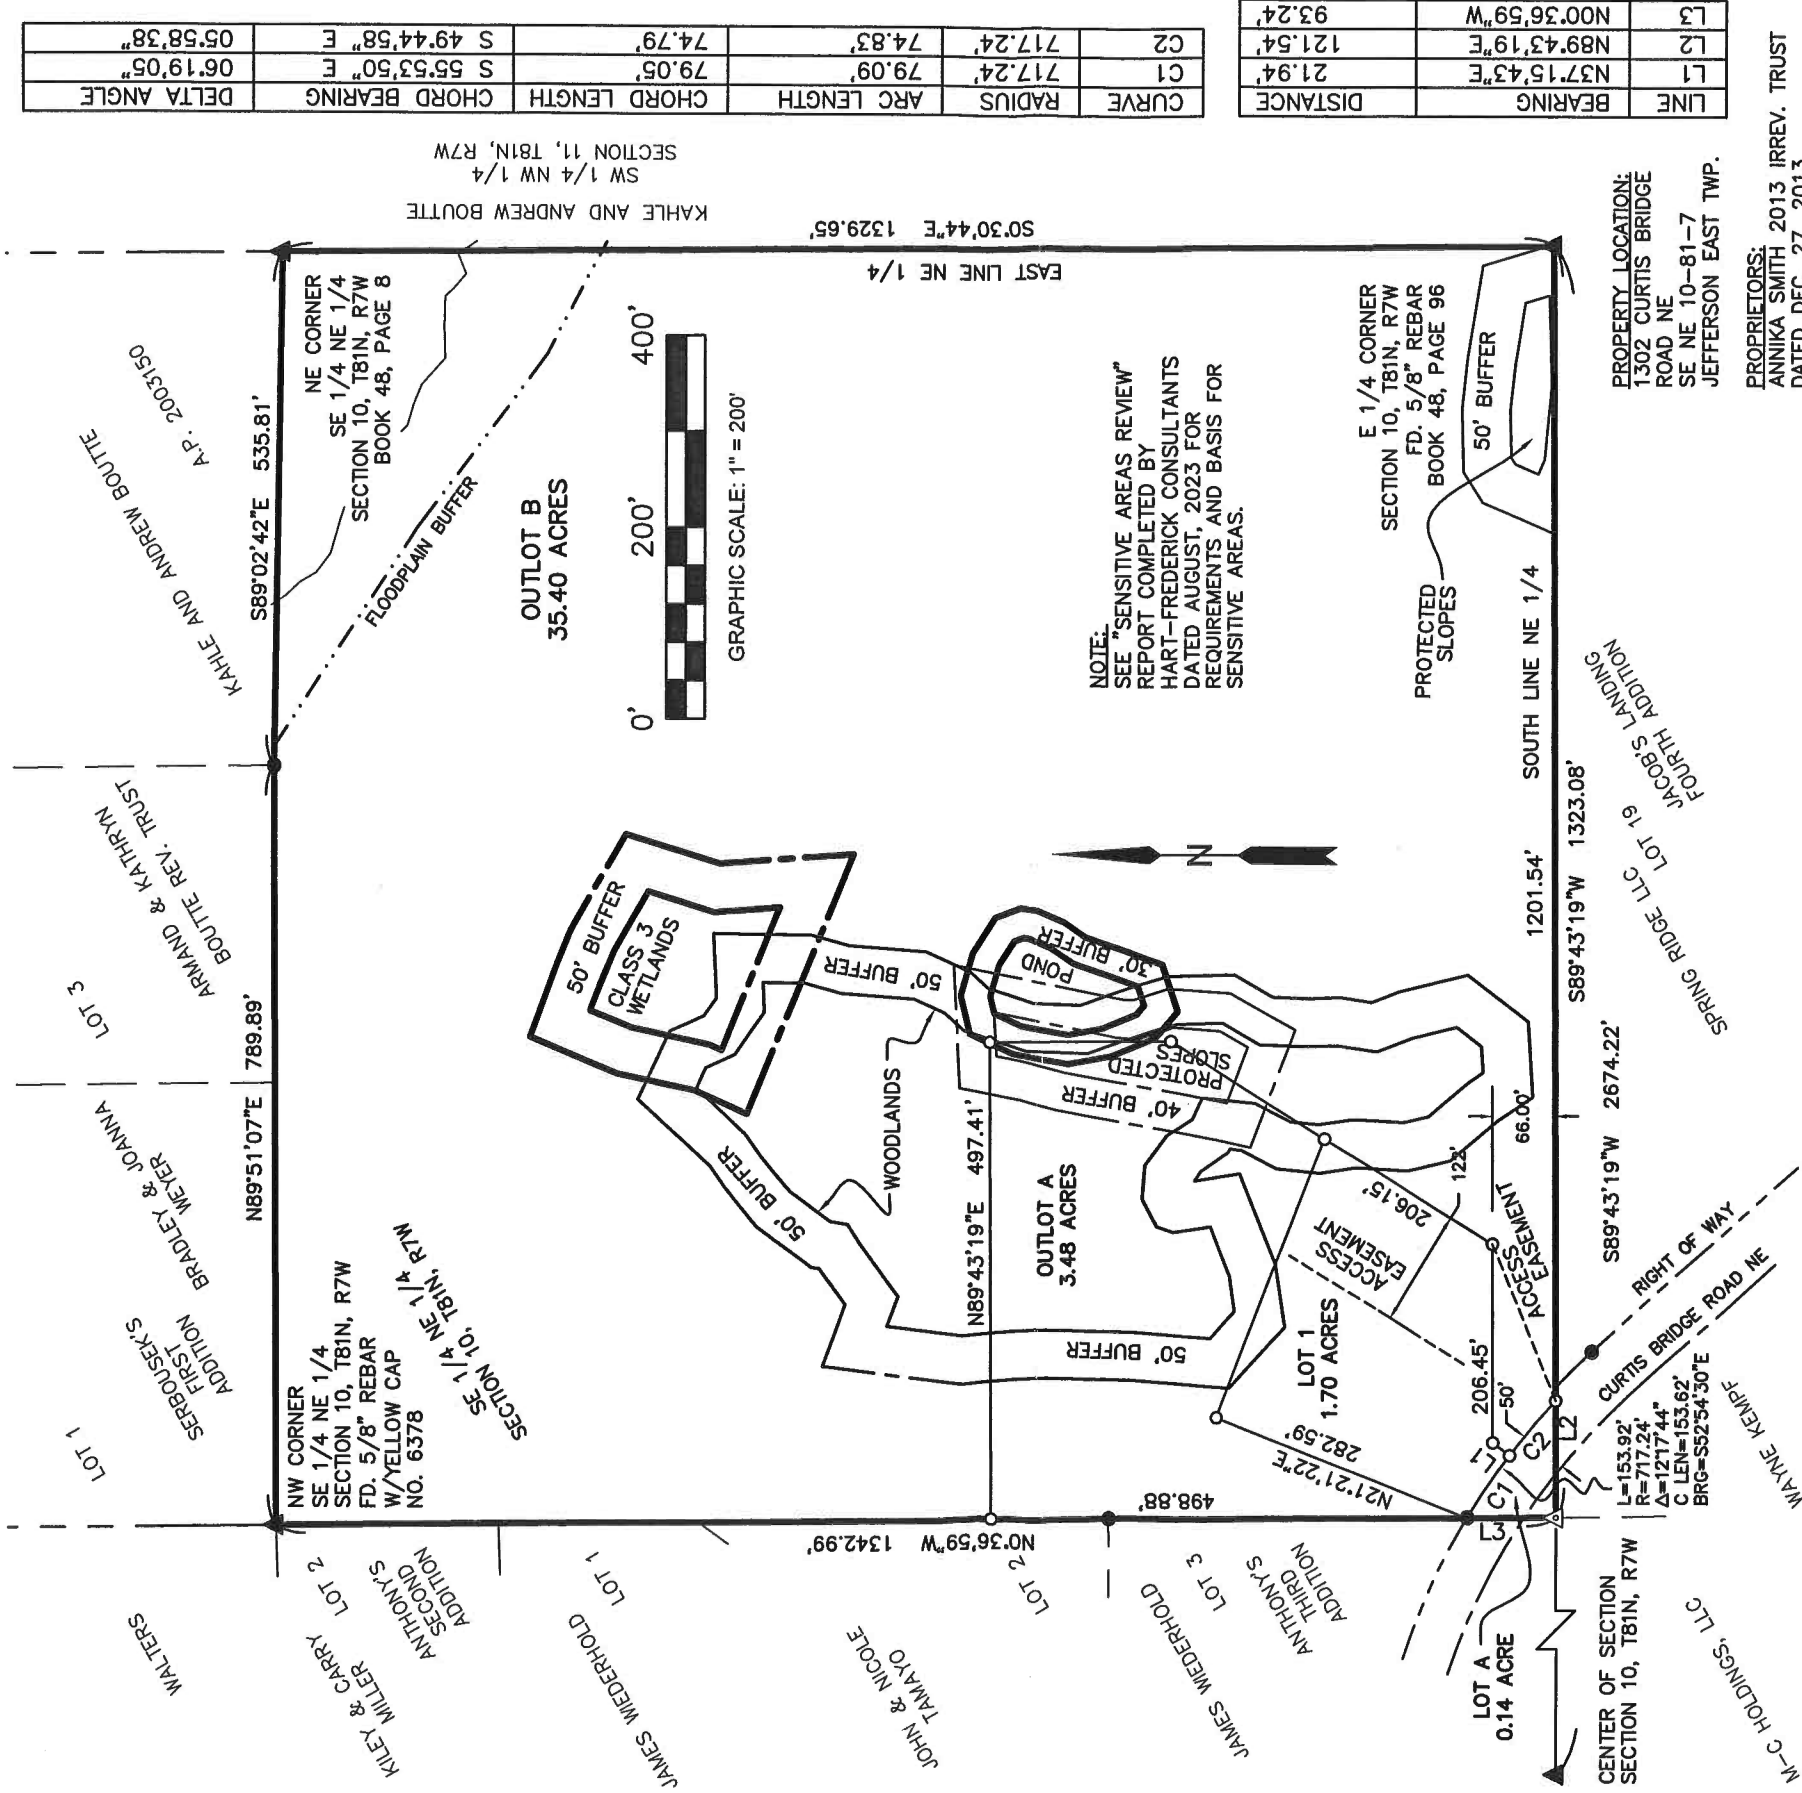 LINE BEARING DISTANCE
L1 N37°15'43"E 21.94'
L2 N89°43'19"E 121.54'
L3 N00°36'59"W 93.24'
CURVE RADIUS ARC LENGTH CHORD LENGTH CHORD BEARING DELTA ANGLE
C1 717.24' 79.09' 79.05' S 55°53'50" E 06°19'05"
C2 717.24' 74.83' 74.79' S 49°44'58" E 05°58'38"
KAHLE AND ANDREW BOUTTE
SW 1/4 NW 1/4
SECTION 11, T81N, R7W
S0°30'44"E 1329.65'
EAST LINE NE 1/4
PROPERTY LOCATION:
1302 CURTIS BRIDGE
ROAD NE
SE NE 10-81-7
JEFFERSON EAST TWP.
PROPRIETORS:
ANNIKA SMITH 2013 IRREV. TRUST
DATED DEC. 27, 2013
NE CORNER
SE 1/4 NE 1/4
SECTION 10, T81N, R7W
BOOK 48, PAGE 8
KAHLE AND ANDREW BOUTTE
A.P. 2003150
S89°02'42"E 535.81'
FLOODPLAIN BUFFER
OUTLOT B
35.40 ACRES
0' 200' 400'
GRAPHIC SCALE: 1" = 200'
NOTE:
SEE "SENSITIVE AREAS REVIEW"
REPORT COMPLETED BY
HART-FREDERICK CONSULTANTS
DATED AUGUST, 2023 FOR
REQUIREMENTS AND BASIS FOR
SENSITIVE AREAS.
E 1/4 CORNER
SECTION 10, T81N, R7W
FD. 5/8" REBAR
BOOK 48, PAGE 96
50' BUFFER
PROTECTED
SLOPES
SOUTH LINE NE 1/4
JACOB'S LANDING
FOURTH ADDITION
LOT 19
SPRING RIDGE LLC
1201.54'
S89°43'19"W 1323.08'
S89°43'19"W 2674.22'
N
ARMAND & KATHRYN
BOUTTE REV. TRUST
LOT 3
N89°51'07"E 789.89'
50' BUFFER
CLASS 3
WETLANDS
50' BUFFER
30' BUFFER
POND
PROTECTED
SLOPES
40' BUFFER
WOODLANDS
50' BUFFER
N89°43'19"E 497.41'
OUTLOT A
3.48 ACRES
50' BUFFER
66.00'
122'
206.15'
ACCESS
EASEMENT
ACCESS
EASEMENT
LOT 1
1.70 ACRES
206.45'
50'
N21°21'22"E
282.59'
L1
C1
C2
L2
L3
RIGHT OF WAY
CURTIS BRIDGE ROAD NE
L=153.92'
R=717.24'
Δ=12°17'44"
C LEN=153.62'
BRG=S52°54'30"E
WAYNE KEMPF
BRADLEY & JOANNA
WEYER
SERBOUSEK'S
FIRST
ADDITION
LOT 1
NW CORNER
SE 1/4 NE 1/4
SECTION 10, T81N, R7W
FD. 5/8" REBAR
W/YELLOW CAP
NO. 6378
SE 1/4 NE 1/4
SECTION 10, T81N, R7W
498.88'
N0°36'59"W 1342.99'
WALTERS
KILEY & CARRY
MILLER
LOT 2
ANTHONY'S
SECOND
ADDITION
JAMES WIEDERHOLD
LOT 1
JOHN & NICOLE
TAMAYO
LOT 2
JAMES WIEDERHOLD
LOT 3
ANTHONY'S
THIRD
ADDITION
LOT A
0.14 ACRE
CENTER OF SECTION
SECTION 10, T81N, R7W
M-C HOLDINGS, LLC